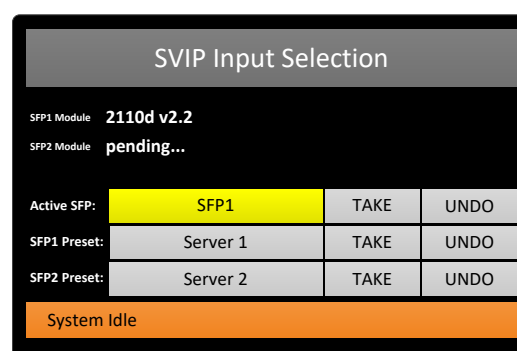 SVIP Input Selection
SFP1 Module 2110d v2.2
SFP2 Module pending...
Active SFP: SFP1 TAKE UNDO
SFP1 Preset: Server 1 TAKE UNDO
SFP2 Preset: Server 2 TAKE UNDO
System Idle